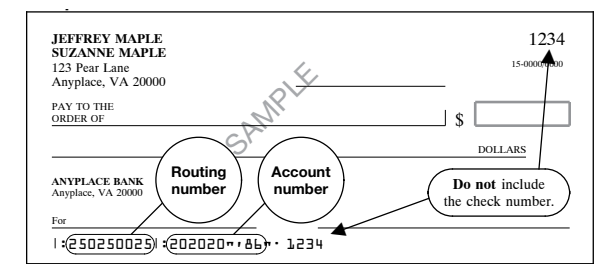 JEFFREY MAPLE
SUZANNE MAPLE
123 Pear Lane
Anyplace, VA 20000
1234
15-0000/0000
SAMPLE
PAY TO THE
ORDER OF
$
DOLLARS
ANYPLACE BANK
Anyplace, VA 20000
Routing
number
Account
number
Do not include
the check number.
For
|:250250025|:202020"'86"' 1234